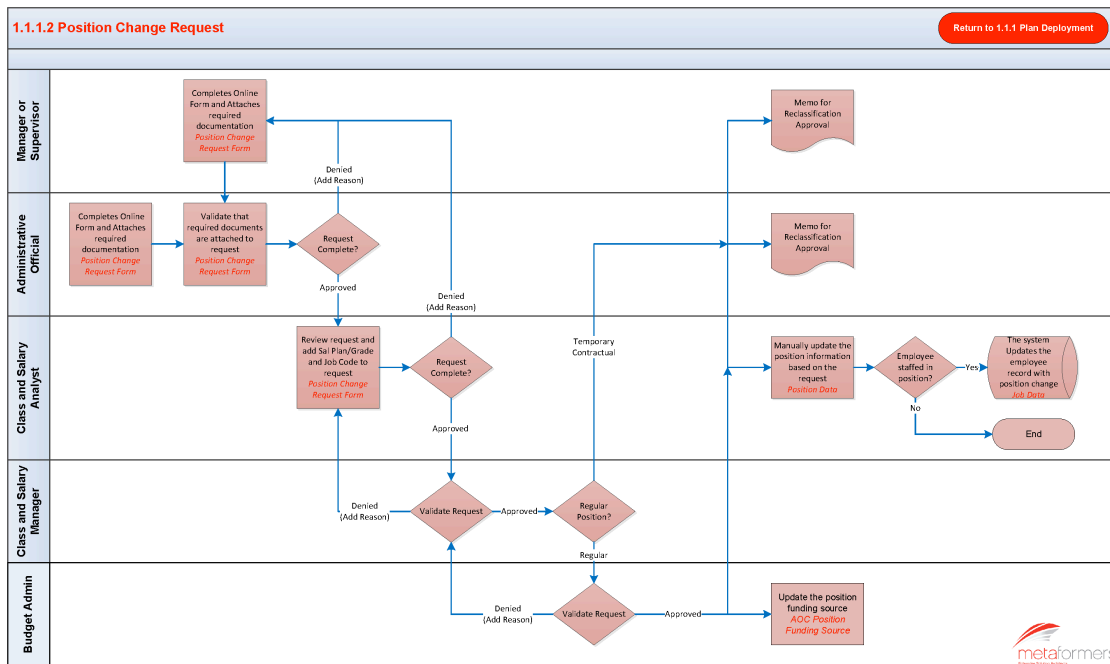 1.1.1.2 Position Change Request
Return to 1.1.1 Plan Deployment
Manager or
Supervisor
Completes Online
Form and Attaches
required
documentation
Position Change
Request Form
Denied
(Add Reason)
Memo for
Reclassification
Approval
Administrative
Official
Completes Online
Form and Attaches
required
documentation
Position Change
Request Form
Validate that
required documents
are attached to
request
Position Change
Request Form
Request
Complete?
Approved
Denied
(Add Reason)
Memo for
Reclassification
Approval
Class and Salary
Analyst
Review request and
add Sal Plan/Grade
and Job Code to
request
Position Change
Request Form
Request
Complete?
Approved
Temporary
Contractual
Manually update the
position information
based on the
request
Position Data
Employee
staffed in
position?
Yes
No
The system
Updates the
employee
record with
position change
Job Data
End
Class and Salary
Manager
Denied
(Add Reason)
Validate Request
Approved
Regular
Position?
Regular
Budget Admin
Denied
(Add Reason)
Validate Request
Approved
Update the position
funding source
AOC Position
Funding Source
metaformers